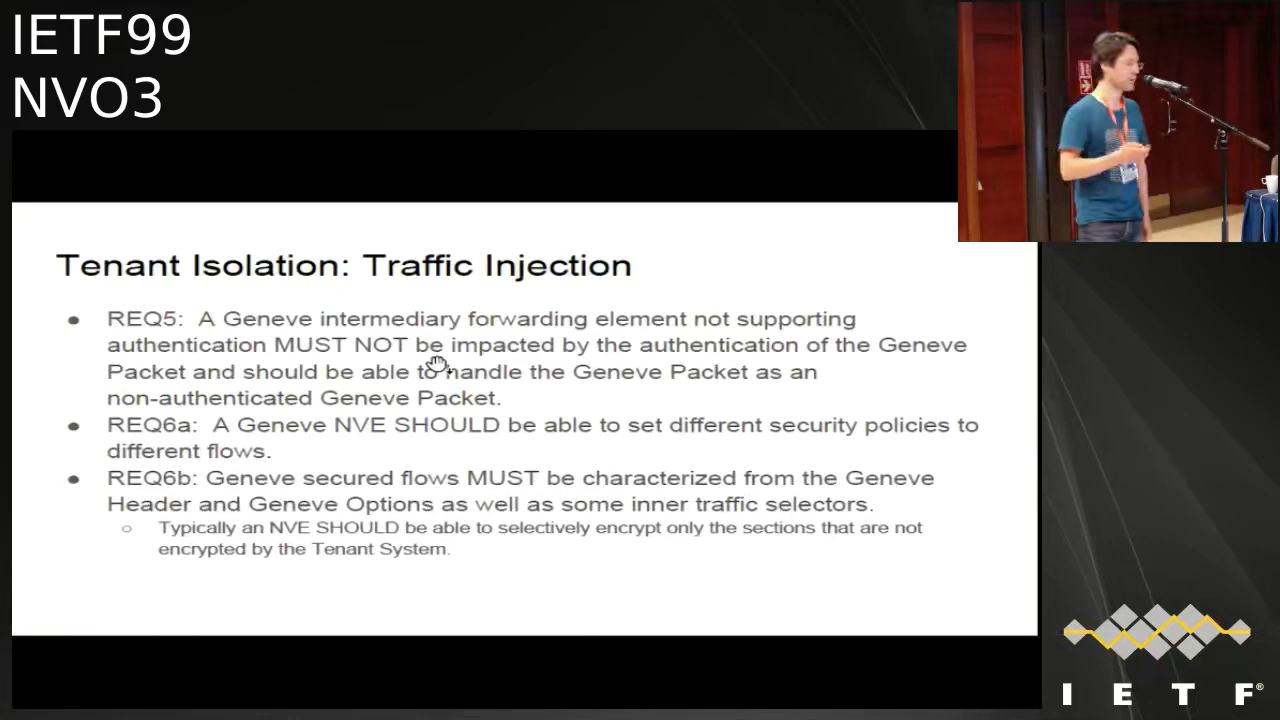 IETF99
NVO3
Tenant Isolation: Traffic Injection
● REQ5: A Geneve intermediary forwarding element not supporting
authentication MUST NOT be impacted by the authentication of the Geneve
Packet and should be able to handle the Geneve Packet as an
non-authenticated Geneve Packet.
● REQ6a: A Geneve NVE SHOULD be able to set different security policies to
different flows.
● REQ6b: Geneve secured flows MUST be characterized from the Geneve
Header and Geneve Options as well as some inner traffic selectors.
○ Typically an NVE SHOULD be able to selectively encrypt only the sections that are not
encrypted by the Tenant System.
I E T F®